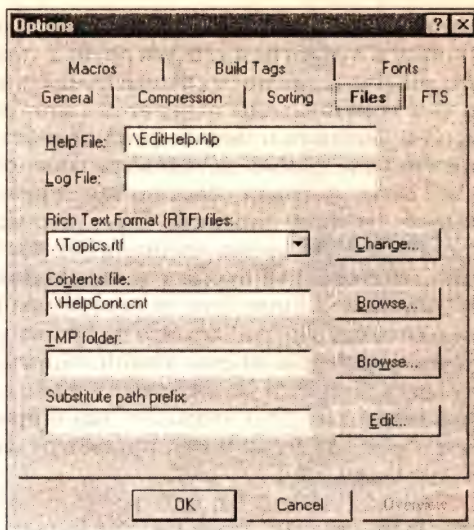 Options ? ×
Macros Build Tags Fonts
General Compression Sorting Files FTS
Help File: .\EditHelp.hlp
Log File:
Rich Text Format (RTF) files:
.\Topics.rtf Change...
Contents file:
.\HelpCont.cnt Browse...
TMP folder:
Browse...
Substitute path prefix:
Edit...
OK Cancel Overview